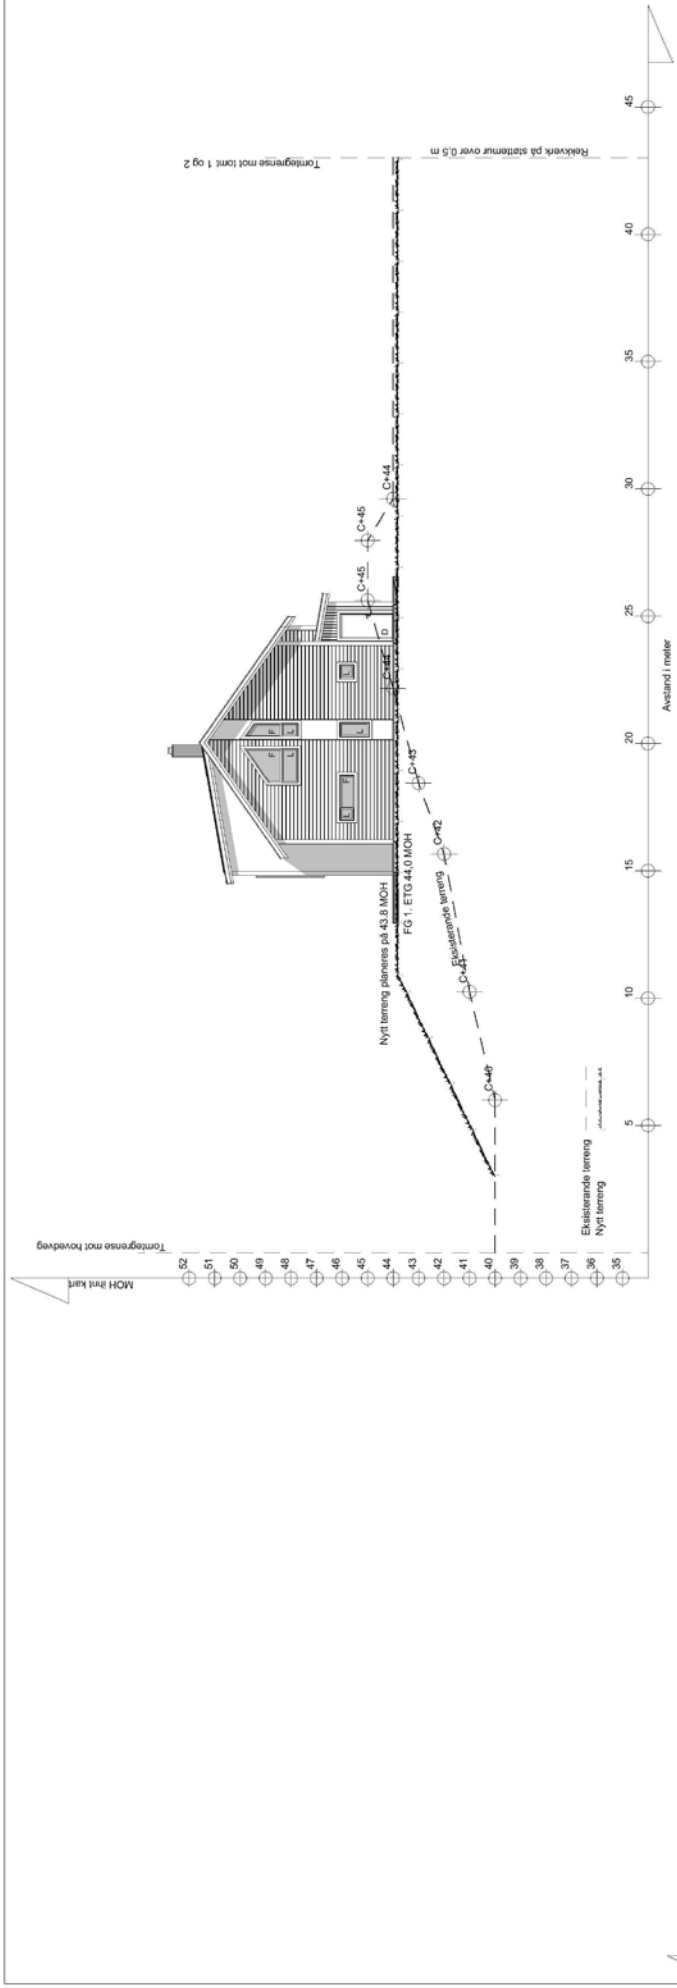 MOH ihnt kart
Tomtegrense mot hovedveg
Tomtegrense mot tomt 1 og 2
Rekkverk på støttemur over 0,5 m
52
51
50
49
48
47
46
45
44
43
42
41
40
39
38
37
36
35
F
F
L
L
L
F
L
L
D
Nytt terreng planeres på 43.8 MOH
FG 1. ETG 44,0 MOH
Eksisterande terreng
C+40
C+41
C+42
C+43
C+44
C+45
C+45
C+44
Eksisterande terreng
Nytt terreng
5
10
15
20
25
30
35
40
45
Avstand i meter